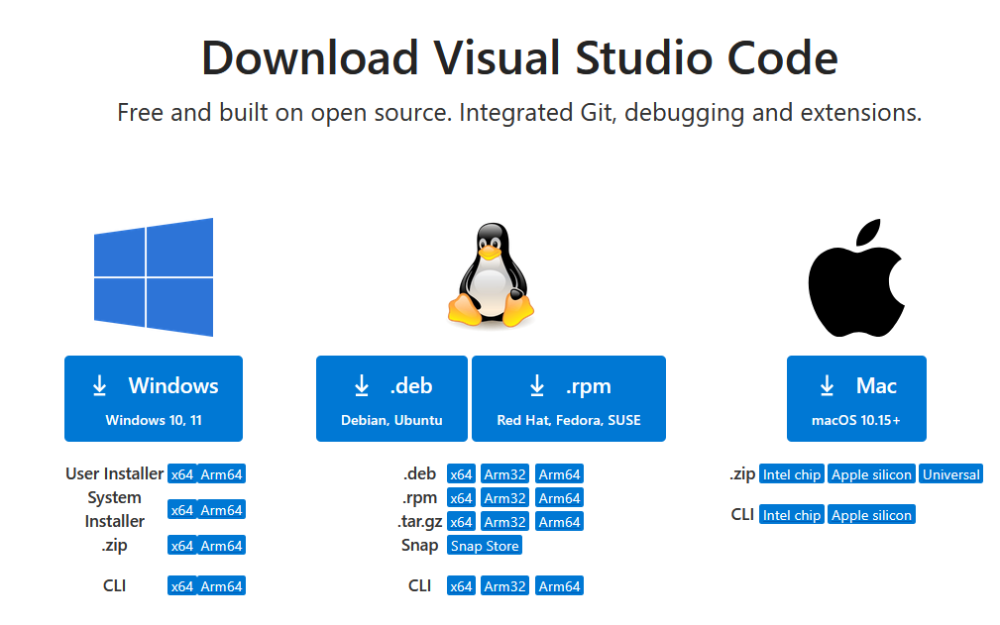 Download Visual Studio Code
Free and built on open source. Integrated Git, debugging and extensions.
Windows
Windows 10, 11
User Installer x64 Arm64
System
Installer x64 Arm64
.zip x64 Arm64
CLI x64 Arm64
.deb
Debian, Ubuntu
.rpm
Red Hat, Fedora, SUSE
.deb x64 Arm32 Arm64
.rpm x64 Arm32 Arm64
.tar.gz x64 Arm32 Arm64
Snap Snap Store
CLI x64 Arm32 Arm64
Mac
macOS 10.15+
.zip Intel chip Apple silicon Universal
CLI Intel chip Apple silicon